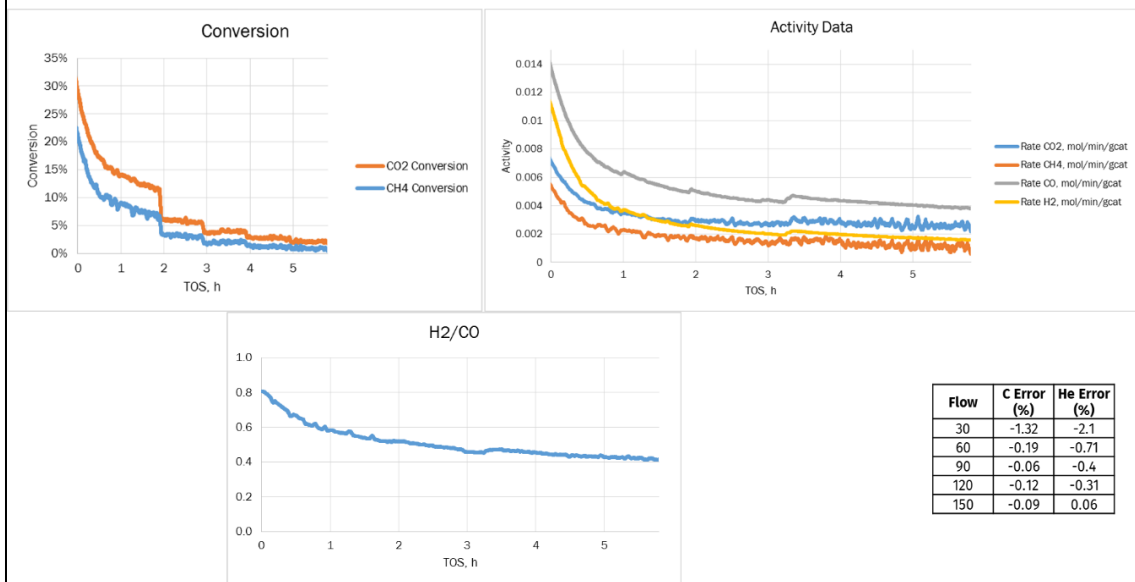 Conversion
35%
30%
25%
20%
15%
10%
5%
0%
Conversion
0 1 2 3 4 5
TOS, h
CO2 Conversion
CH4 Conversion
Activity Data
0.014
0.012
0.01
0.008
0.006
0.004
0.002
0
Activity
0 1 2 3 4 5
TOS, h
Rate CO2, mol/min/gcat
Rate CH4, mol/min/gcat
Rate CO, mol/min/gcat
Rate H2, mol/min/gcat
H2/CO
1.0
0.8
0.6
0.4
0.2
0.0
0 1 2 3 4 5
TOS, h
Flow C Error (%) He Error (%)
30 -1.32 -2.1
60 -0.19 -0.71
90 -0.06 -0.4
120 -0.12 -0.31
150 -0.09 0.06